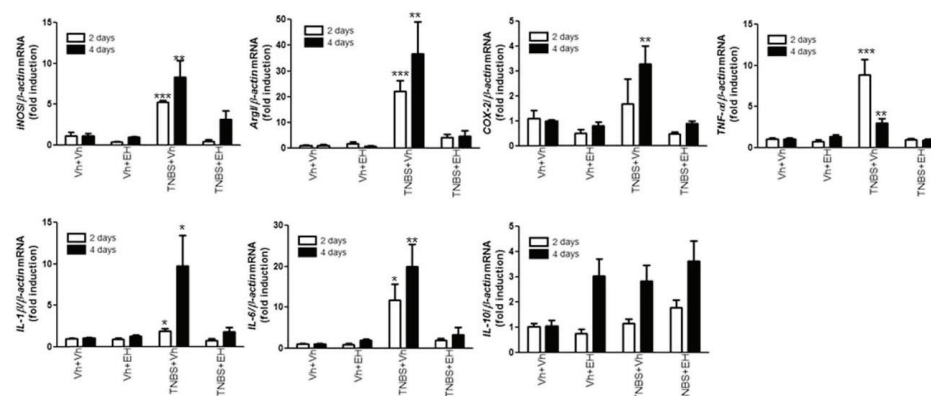 iNOS/β-actin mRNA
(fold induction)
15
10
5
0
2 days
4 days
***
**
Vh+Vh
Vh+EH
TNBS+Vh
TNBS+EH
ArgI/β-actin mRNA
(fold induction)
50
40
30
20
10
0
2 days
4 days
***
**
Vh+Vh
Vh+EH
TNBS+Vh
TNBS+EH
COX-2/β-actin mRNA
(fold induction)
5
4
3
2
1
0
2 days
4 days
**
Vh+Vh
Vh+EH
TNBS+Vh
TNBS+EH
TNF-α/β-actin mRNA
(fold induction)
15
10
5
0
2 days
4 days
***
**
Vh+Vh
Vh+EH
TNBS+Vh
TNBS+EH
IL-1β/β-actin mRNA
(fold induction)
15
10
5
0
2 days
4 days
*
*
Vh+Vh
Vh+EH
TNBS+Vh
TNBS+EH
IL-6/β-actin mRNA
(fold induction)
30
20
10
0
2 days
4 days
*
**
Vh+Vh
Vh+EH
TNBS+Vh
TNBS+EH
IL-10/β-actin mRNA
(fold induction)
5
4
3
2
1
0
2 days
4 days
Vh+Vh
Vh+EH
TNBS+Vh
TNBS+EH